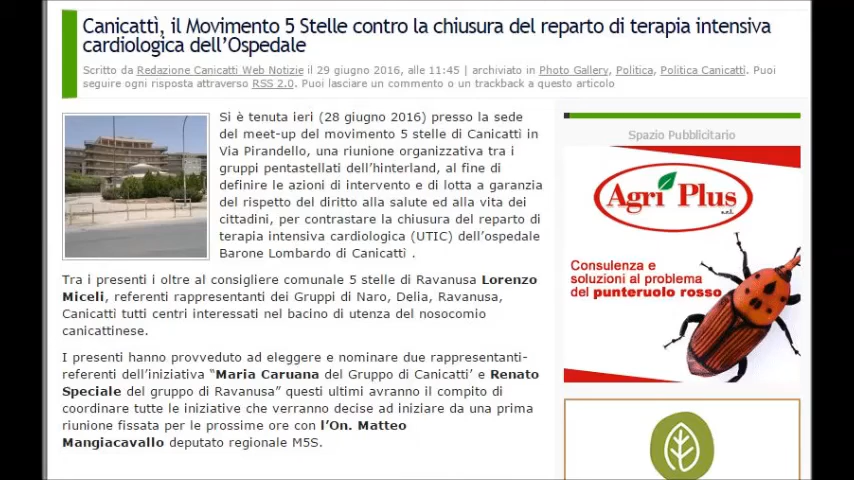 Canicattì, il Movimento 5 Stelle contro la chiusura del reparto di terapia intensiva
cardiologica dell'Ospedale
Scritto da Redazione Canicatti Web Notizie il 29 giugno 2016, alle 11:45 | archiviato in Photo Gallery, Politica, Politica Canicattì. Puoi
seguire ogni risposta attraverso RSS 2.0. Puoi lasciare un commento o un trackback a questo articolo
Si è tenuta ieri (28 giugno 2016) presso la sede
del meet-up del movimento 5 stelle di Canicattì in
Via Pirandello, una riunione organizzativa tra i
gruppi pentastellati dell'hinterland, al fine di
definire le azioni di intervento e di lotta a garanzia
del rispetto del diritto alla salute ed alla vita dei
cittadini, per contrastare la chiusura del reparto di
terapia intensiva cardiologica (UTIC) dell'ospedale
Barone Lombardo di Canicattì .
Tra i presenti i oltre al consigliere comunale 5 stelle di Ravanusa Lorenzo
Miceli, referenti rappresentanti dei Gruppi di Naro, Delia, Ravanusa,
Canicattì tutti centri interessati nel bacino di utenza del nosocomio
canicattinese.
I presenti hanno provveduto ad eleggere e nominare due rappresentanti-
referenti dell'iniziativa "Maria Caruana del Gruppo di Canicatti' e Renato
Speciale del gruppo di Ravanusa" questi ultimi avranno il compito di
coordinare tutte le iniziative che verranno decise ad iniziare da una prima
riunione fissata per le prossime ore con l'On. Matteo
Mangiacavallo deputato regionale M5S.
Spazio Pubblicitario
Agri Plus
s.r.l.
Consulenza e
soluzioni al problema
del punteruolo rosso